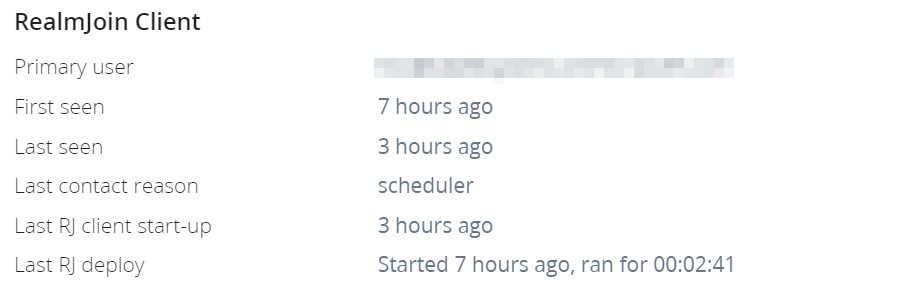 RealmJoin Client
Primary user
First seen 7 hours ago
Last seen 3 hours ago
Last contact reason scheduler
Last RJ client start-up 3 hours ago
Last RJ deploy Started 7 hours ago, ran for 00:02:41